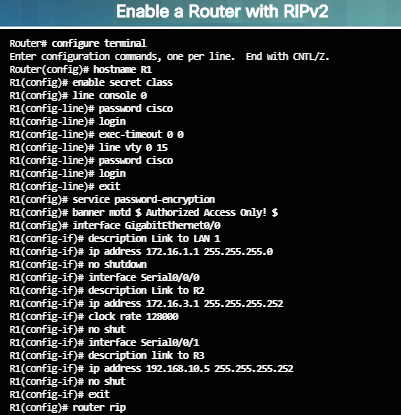 Enable a Router with RIPv2
Router# configure terminal
Enter configuration commands, one per line.  End with CNTL/Z.
Router(config)# hostname R1
R1(config)# enable secret class
R1(config)# line console 0
R1(config-line)# password cisco
R1(config-line)# login
R1(config-line)# exec-timeout 0 0
R1(config-line)# line vty 0 15
R1(config-line)# password cisco
R1(config-line)# login
R1(config-line)# exit
R1(config)# service password-encryption
R1(config)# banner motd $ Authorized Access Only! $
R1(config)# interface GigabitEthernet0/0
R1(config-if)# description Link to LAN 1
R1(config-if)# ip address 172.16.1.1 255.255.255.0
R1(config-if)# no shutdown
R1(config-if)# interface Serial0/0/0
R1(config-if)# description Link to R2
R1(config-if)# ip address 172.16.3.1 255.255.255.252
R1(config-if)# clock rate 128000
R1(config-if)# no shut
R1(config-if)# interface Serial0/0/1
R1(config-if)# description link to R3
R1(config-if)# ip address 192.168.10.5 255.255.255.252
R1(config-if)# no shut
R1(config-if)# exit
R1(config)# router rip